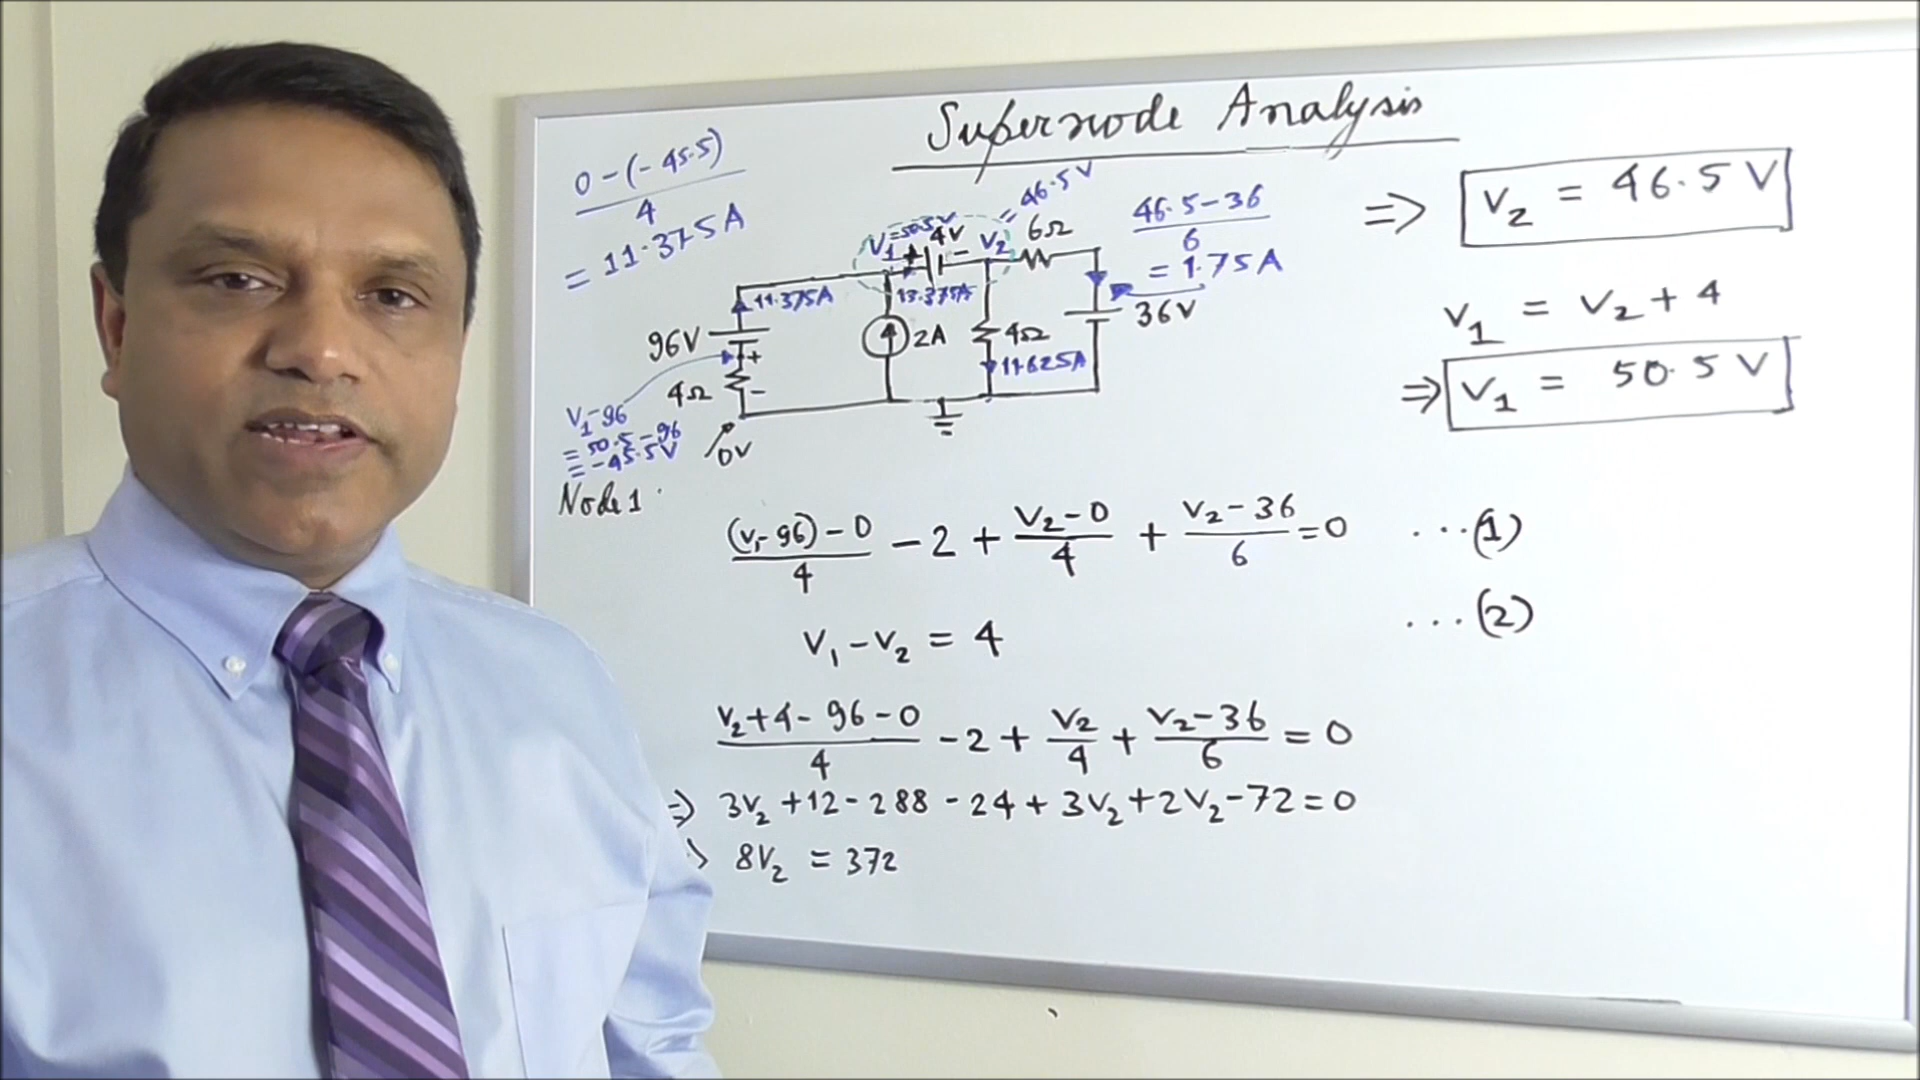 Supernode Analysis
0-(-45.5)
4
= 11.375A
V1=50.5V
4V
V2
= 46.5V
6Ω
46.5-36
6
= 1.75A
11.375A
13.375A
96V
+
-
4Ω
2A
4Ω
11.625A
36V
V1-96
= 50.5-96
= -45.5V
0V
⇒ V2 = 46.5 V
V1 = V2 + 4
⇒ V1 = 50.5 V
Node 1
(V1-96)-0/4 - 2 + V2-0/4 + V2-36/6 = 0 ...(1)
V1 - V2 = 4 ...(2)
V2+4-96-0/4 - 2 + V2/4 + V2-36/6 = 0
⇒ 3V2 + 12 - 288 - 24 + 3V2 + 2V2 - 72 = 0
⇒ 8V2 = 372